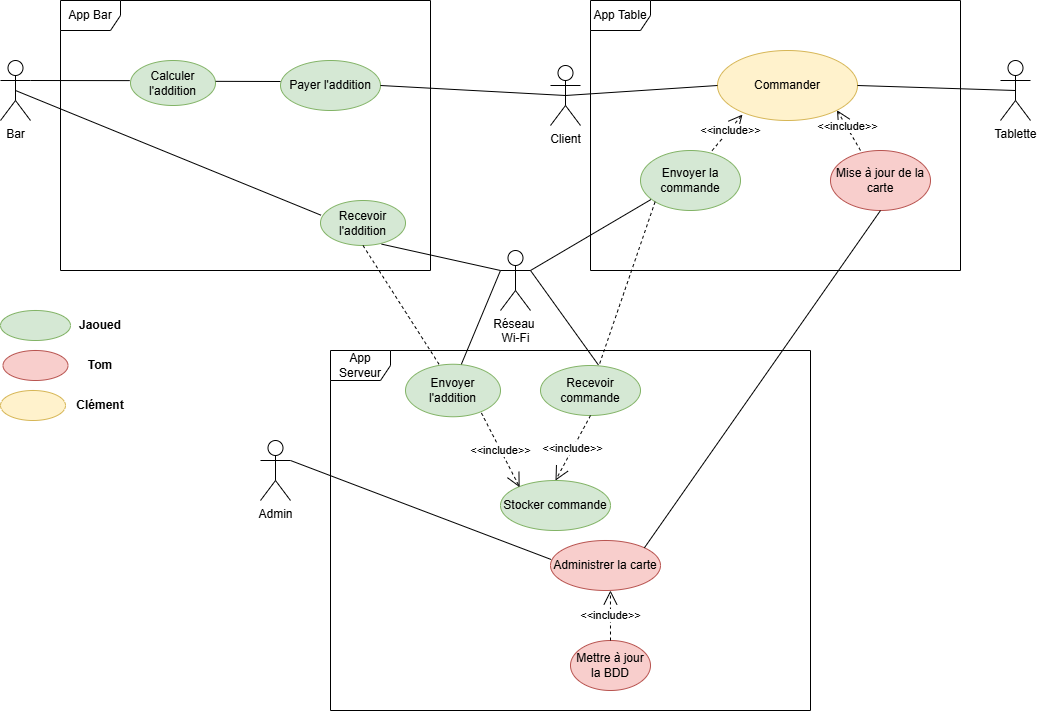 App Bar
App Table
Calculer
l'addition
Payer l'addition
Commander
Bar
Client
Tablette
<<include>>
<<include>>
Envoyer la
commande
Mise à jour de la
carte
Recevoir
l'addition
Réseau
Wi-Fi
Jaoued
Tom
Clément
App
Serveur
Envoyer
l'addition
Recevoir
commande
<<include>>
<<include>>
Stocker commande
Admin
Administrer la carte
<<include>>
Mettre à jour
la BDD